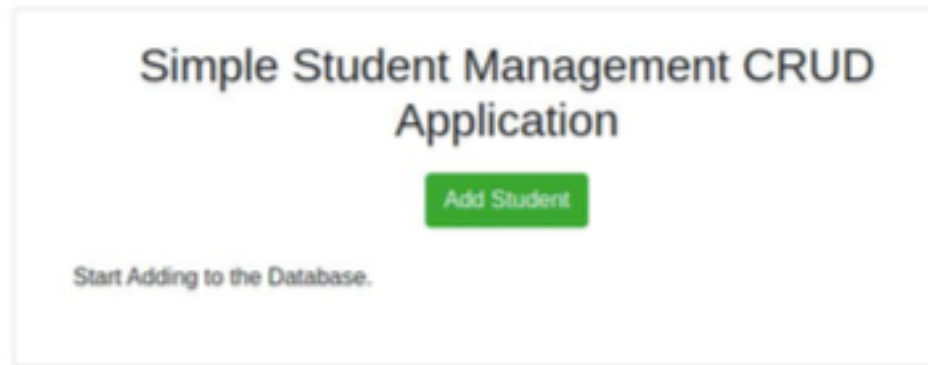 Simple Student Management CRUD
Application
Add Student
Start Adding to the Database.